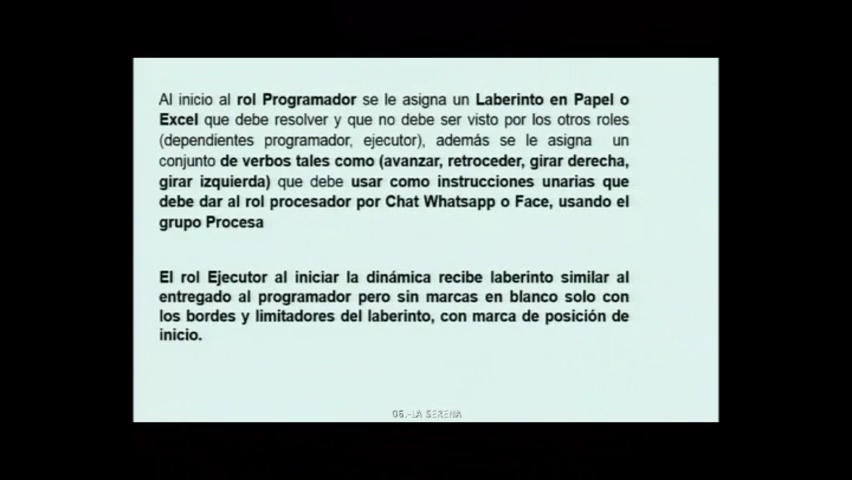 Al inicio al rol Programador se le asigna un Laberinto en Papel o
Excel que debe resolver y que no debe ser visto por los otros roles
(dependientes programador, ejecutor), además se le asigna un
conjunto de verbos tales como (avanzar, retroceder, girar derecha,
girar izquierda) que debe usar como instrucciones unarias que
debe dar al rol procesador por Chat Whatsapp o Face, usando el
grupo Procesa
El rol Ejecutor al iniciar la dinámica recibe laberinto similar al
entregado al programador pero sin marcas en blanco solo con
los bordes y limitadores del laberinto, con marca de posición de
inicio.
06.-LA SERENA